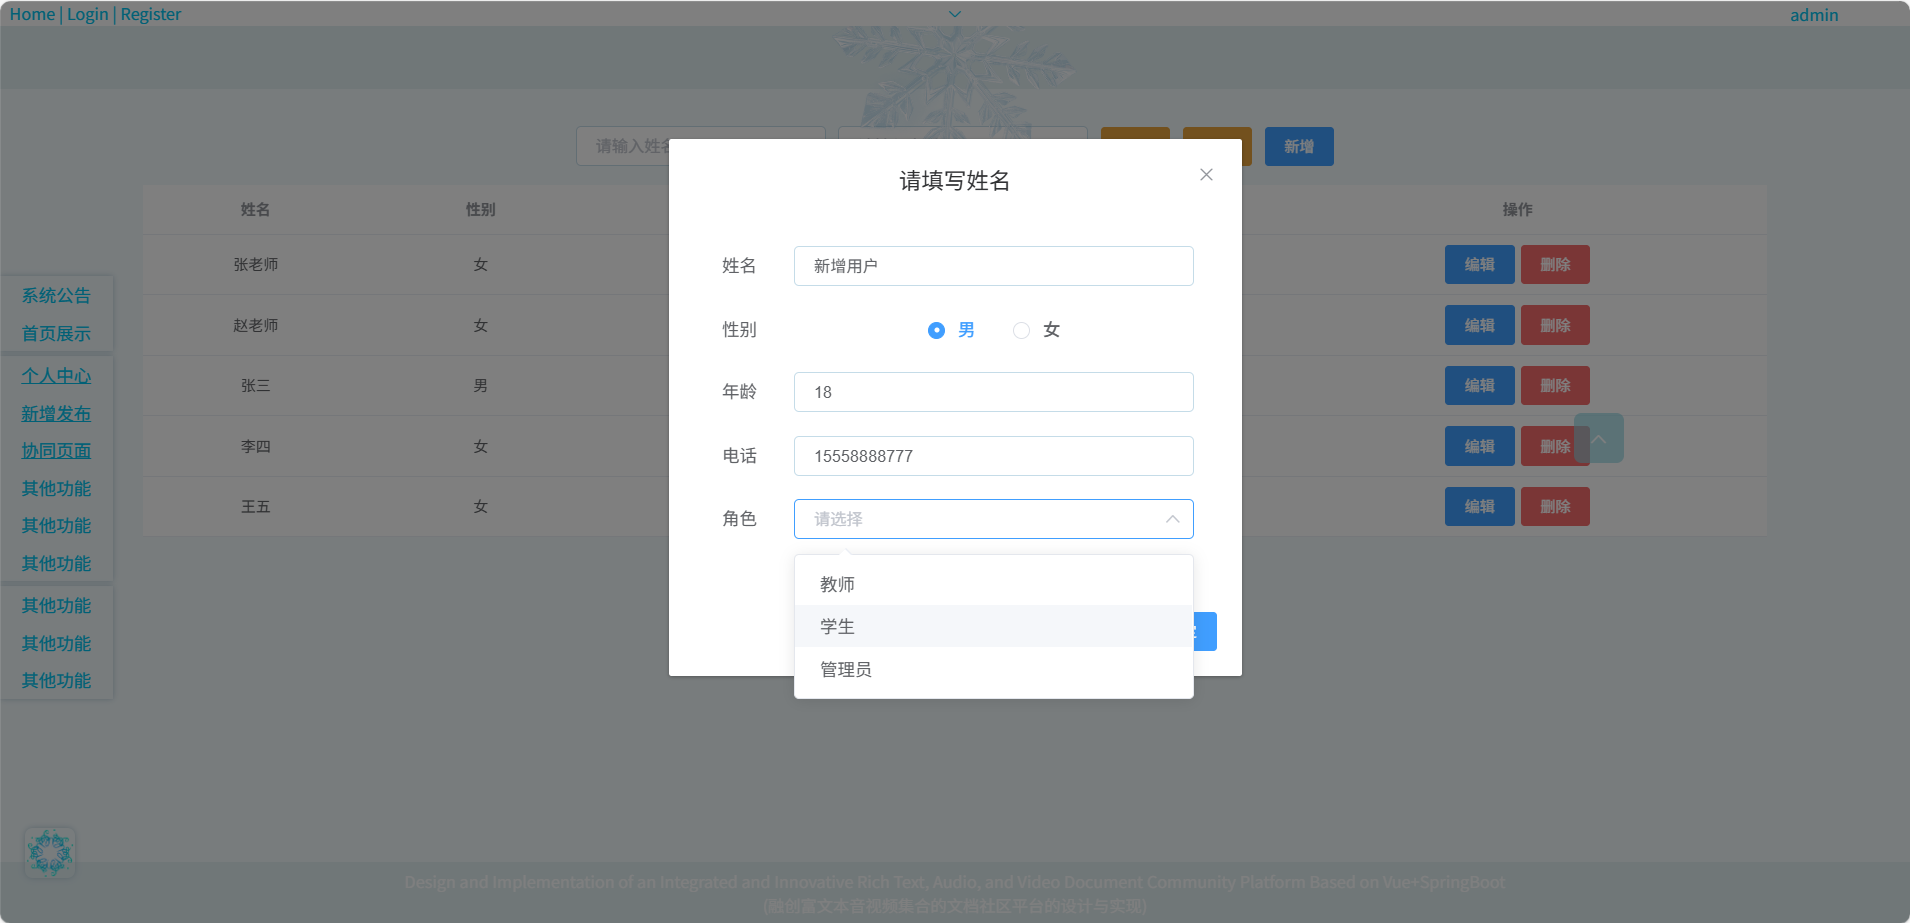 Home | Login | Register
admin
请输入姓名
新增
姓名 性别 操作
张老师 女 编辑 删除
赵老师 女 编辑 删除
张三 男 编辑 删除
李四 女 编辑 删除
王五 女 编辑 删除
系统公告
首页展示
个人中心
新增发布
协同页面
其他功能
其他功能
其他功能
其他功能
其他功能
其他功能
请填写姓名
姓名 新增用户
性别 男 女
年龄 18
电话 15558888777
角色 请选择
教师
学生
管理员
Design and Implementation of an Integrated and Innovative Rich Text, Audio, and Video Document Community Platform Based on Vue+SpringBoot
(融创富文本音视频集合的文档社区平台的设计与实现)